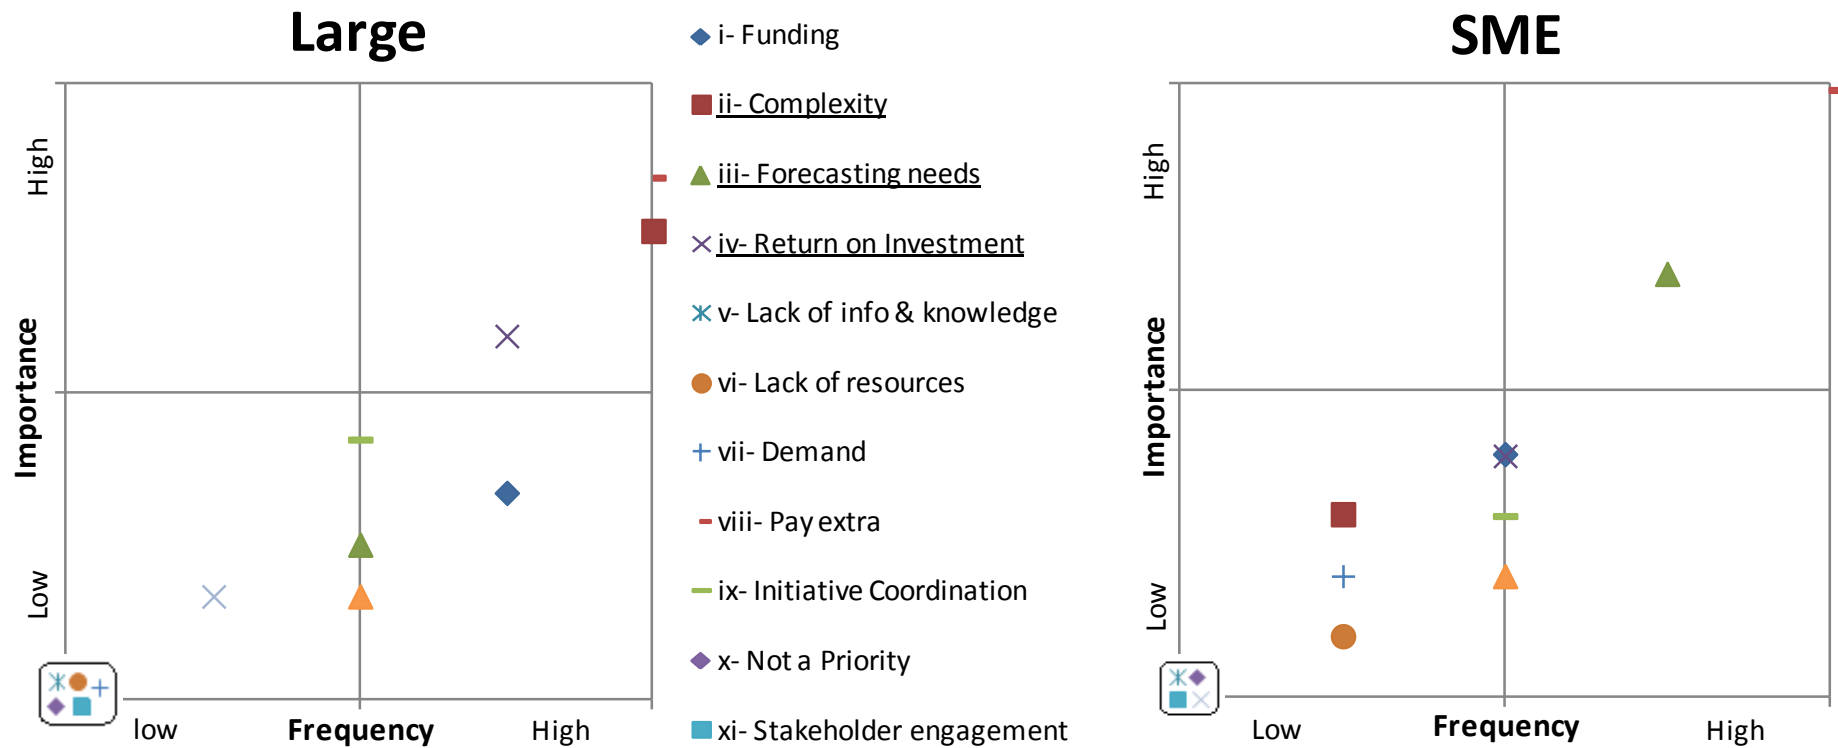 Large
High
Importance
Low
low
Frequency
High
i- Funding
ii- Complexity
iii- Forecasting needs
iv- Return on Investment
v- Lack of info & knowledge
vi- Lack of resources
vii- Demand
viii- Pay extra
ix- Initiative Coordination
x- Not a Priority
xi- Stakeholder engagement
SME
High
Importance
Low
Low
Frequency
High